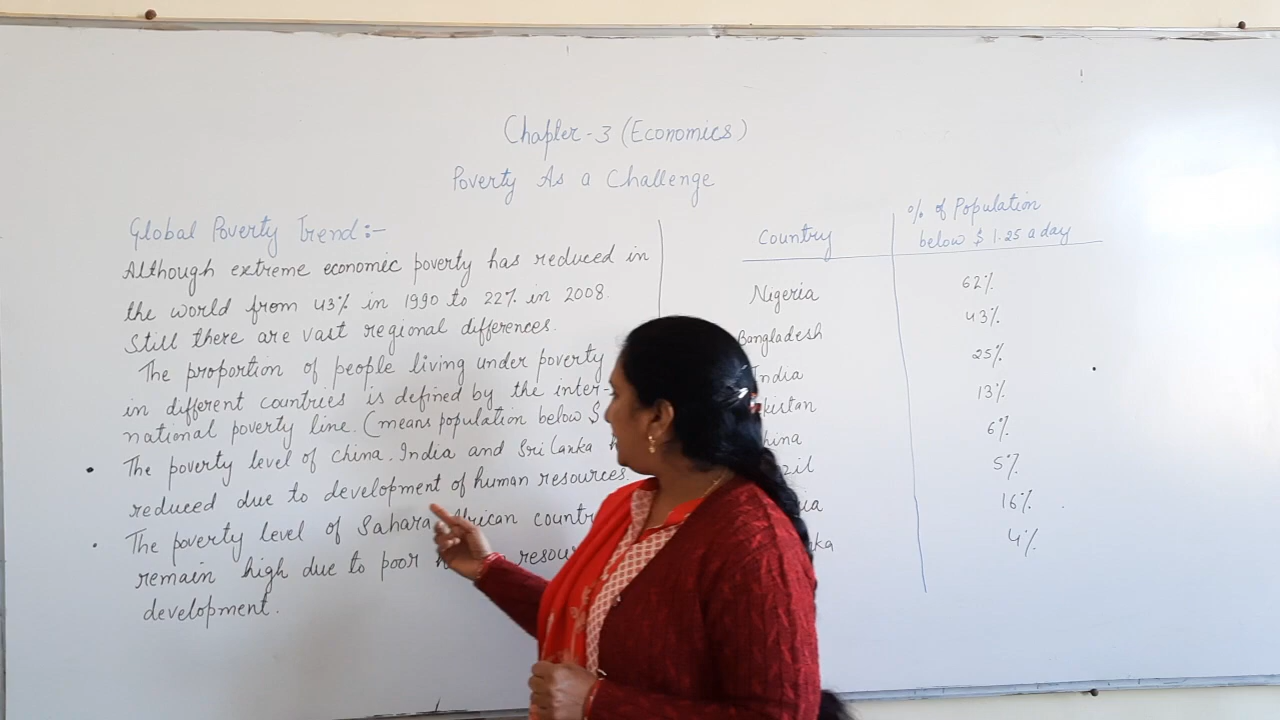 Chapter-3 (Economics)
Poverty As a Challenge
Global Poverty Trend:-
Although extreme economic poverty has reduced in
the world from 43% in 1990 to 22% in 2008.
Still there are vast regional differences.
The proportion of people living under poverty
in different countries is defined by the inter-
national poverty line. (means population below $
• The poverty level of China. India and Sri Lanka
reduced due to development of human resources.
• The poverty level of Sahara African
remain high due to poor
development.
Country
% of Population
below $ 1.25 a day
Nigeria 62%
Bangladesh 43%
India 25%
13%
6%
5%
16%
4%